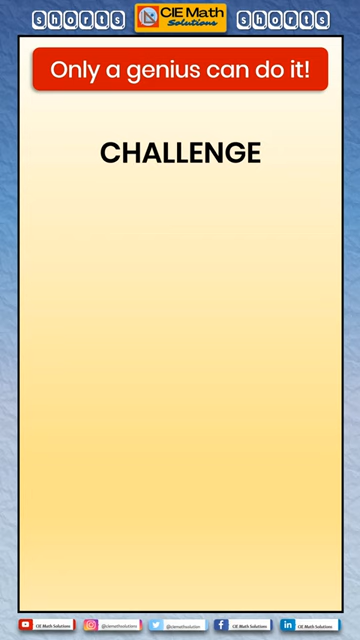 shorts CIE Math Solutions shorts
Only a genius can do it!
CHALLENGE
CIE Math Solutions @ciemathsolutions @ciemathsolution CIE Math Solutions CIE Math Solutions